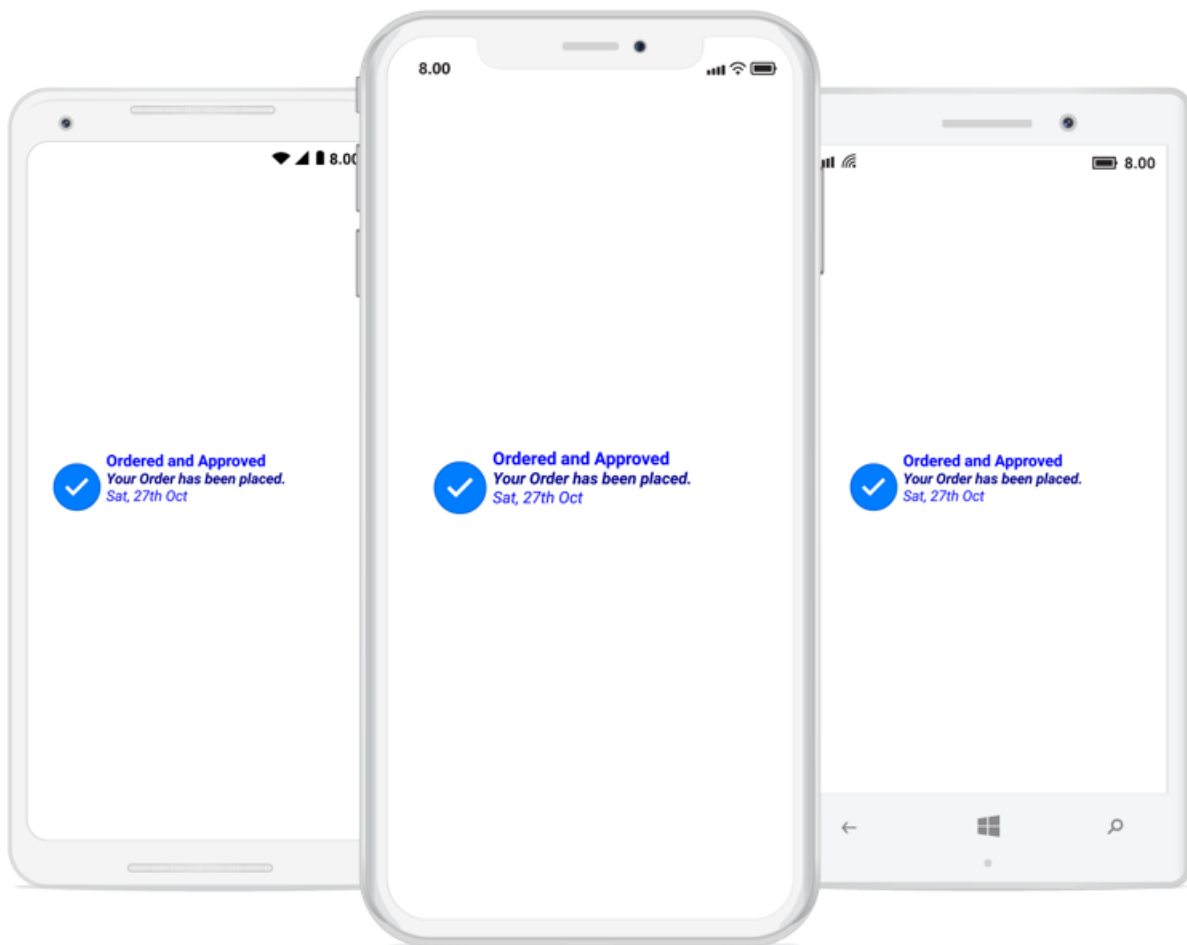 8.00
Ordered and Approved
Your Order has been placed.
Sat, 27th Oct
8.00
Ordered and Approved
Your Order has been placed.
Sat, 27th Oct
8.00
Ordered and Approved
Your Order has been placed.
Sat, 27th Oct